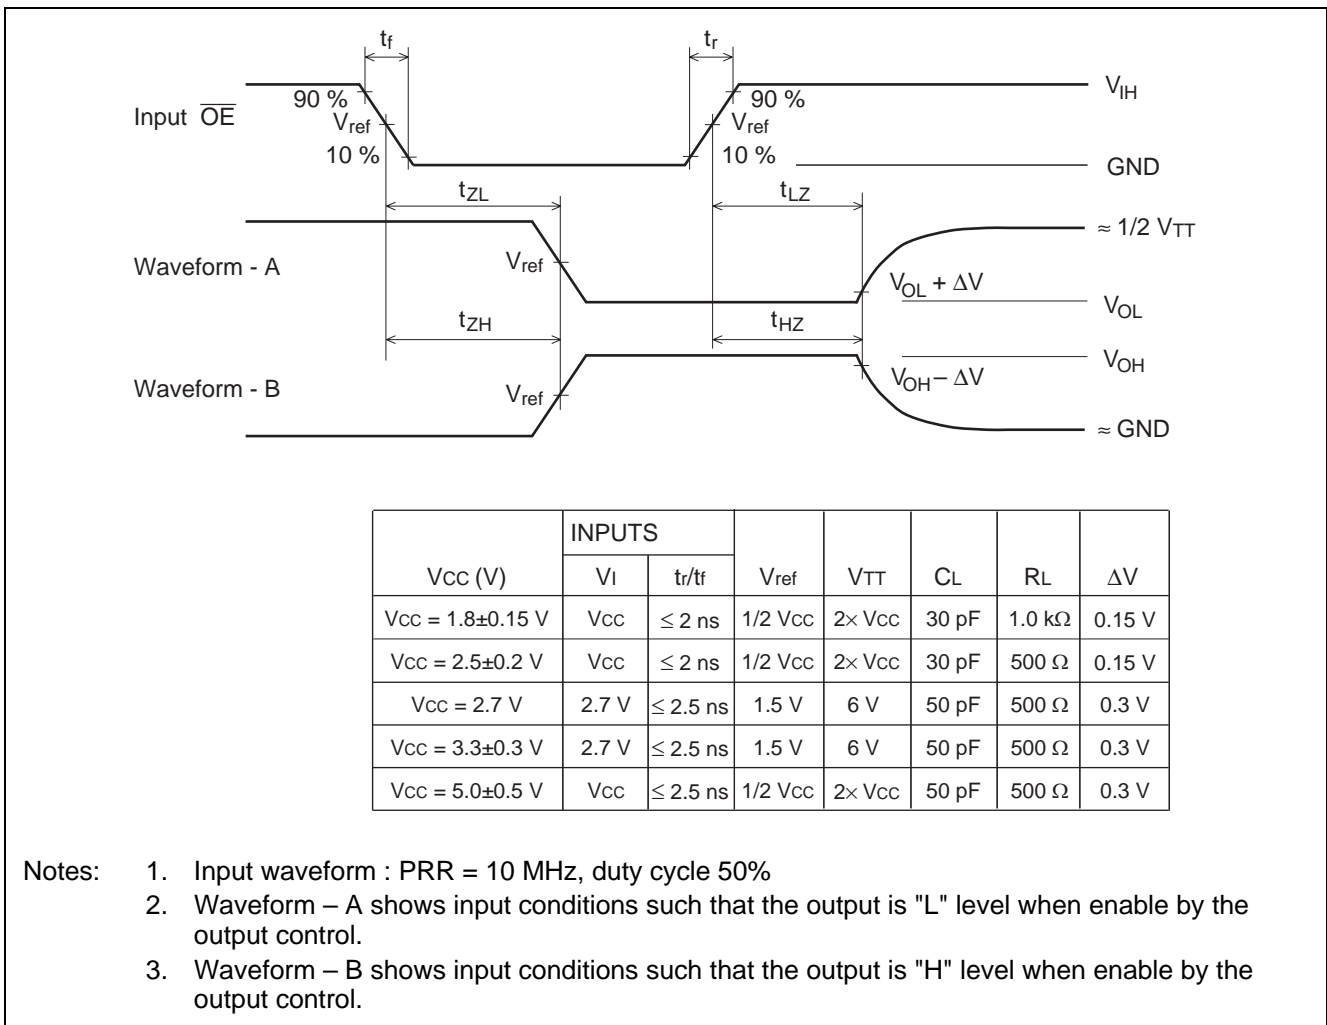 tf tr
Input OE 90 % Vref 10 % 90 % Vref 10 % VIH
GND
tZL tLZ
Waveform - A Vref VOL + ΔV ≈ 1/2 VTT
VOL
tZH tHZ
VOH
Waveform - B Vref VOH – ΔV ≈ GND
INPUTS
VCC (V) VI tr/tf Vref VTT CL RL ΔV
VCC = 1.8±0.15 V VCC ≤ 2 ns 1/2 VCC 2× VCC 30 pF 1.0 kΩ 0.15 V
VCC = 2.5±0.2 V VCC ≤ 2 ns 1/2 VCC 2× VCC 30 pF 500 Ω 0.15 V
VCC = 2.7 V 2.7 V ≤ 2.5 ns 1.5 V 6 V 50 pF 500 Ω 0.3 V
VCC = 3.3±0.3 V 2.7 V ≤ 2.5 ns 1.5 V 6 V 50 pF 500 Ω 0.3 V
VCC = 5.0±0.5 V VCC ≤ 2.5 ns 1/2 VCC 2× VCC 50 pF 500 Ω 0.3 V
Notes: 1. Input waveform : PRR = 10 MHz, duty cycle 50%
2. Waveform – A shows input conditions such that the output is "L" level when enable by the
output control.
3. Waveform – B shows input conditions such that the output is "H" level when enable by the
output control.